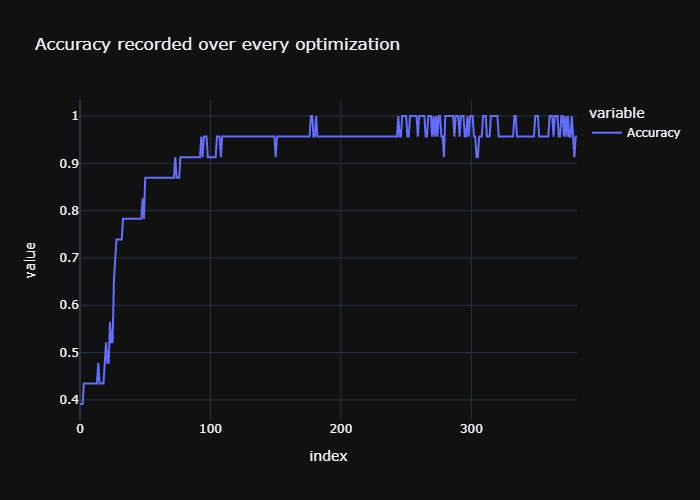 Accuracy recorded over every optimization
variable
Accuracy
value
1
0.9
0.8
0.7
0.6
0.5
0.4
0
100
200
300
index